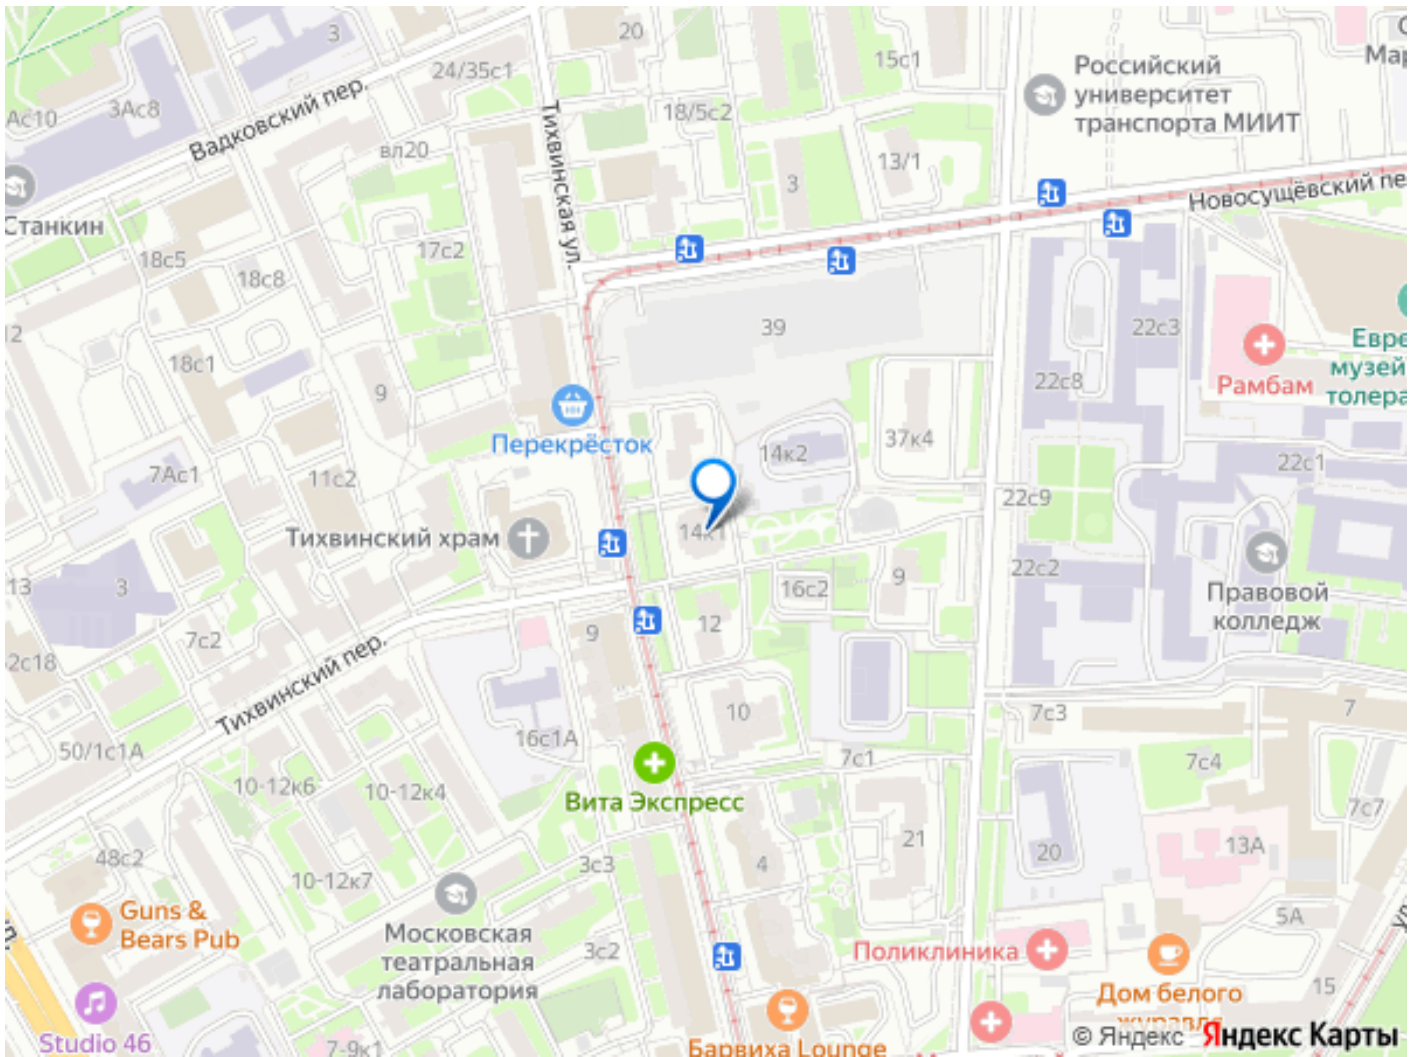 3
20
24/35с1
15с1
Российский
университет
транспорта МИИТ
Ас10
3Ас8
Вадковский пер.
вл20
Тихвинская ул.
18/5с2
13/1
3
Новосущёвский пе
Станкин
17с2
18с5
18с8
12
39
22с3
18с1
9
22с8
Рамбам
Евре
музей
толера
Перекрёсток
37к4
14к2
7Ас1
11с2
22с1
22с9
Тихвинский храм
14к1
13
3
22с2
16с2
9
Правовой
колледж
7с2
9
12
2с18
Тихвинский пер.
10
7с3
7
50/1с1А
16с1А
7с1
7с4
10-12к6
10-12к4
Вита Экспресс
7с7
48с2
3с3
4
21
20
13А
10-12к7
Guns &
Bears Pub
5А
Московская
театральная
лаборатория
3с2
Поликлиника
Дом белого
журавля
15
Studio 46
7-9к1
Барвиха Lounge
© Яндекс Яндекс Карты